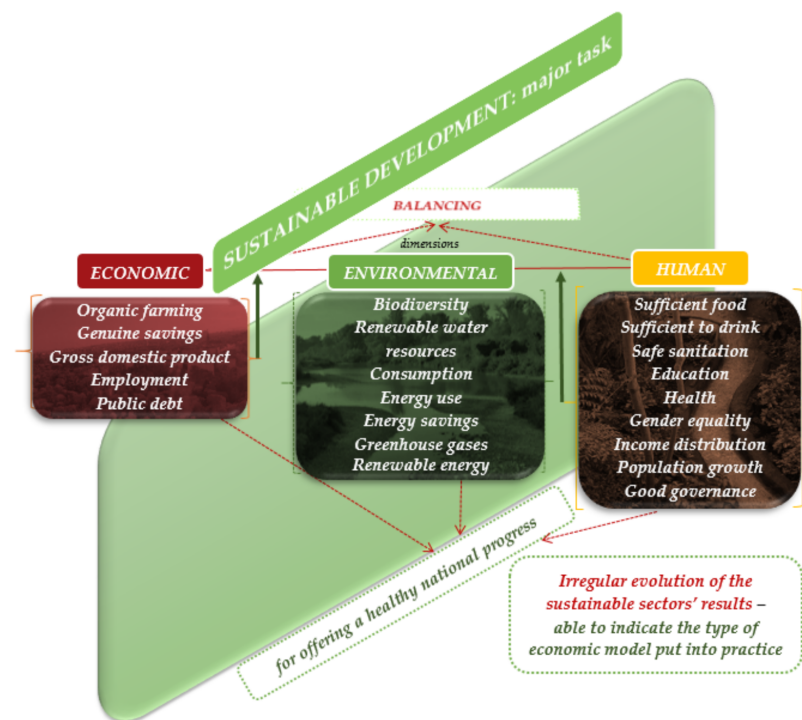 SUSTAINABLE DEVELOPMENT: major task
BALANCING
dimensions
ECONOMIC
Organic farming
Genuine savings
Gross domestic product
Employment
Public debt
ENVIRONMENTAL
Biodiversity
Renewable water
resources
Consumption
Energy use
Energy savings
Greenhouse gases
Renewable energy
HUMAN
Sufficient food
Sufficient to drink
Safe sanitation
Education
Health
Gender equality
Income distribution
Population growth
Good governance
for offering a healthy national progress
Irregular evolution of the
sustainable sectors' results –
able to indicate the type of
economic model put into practice